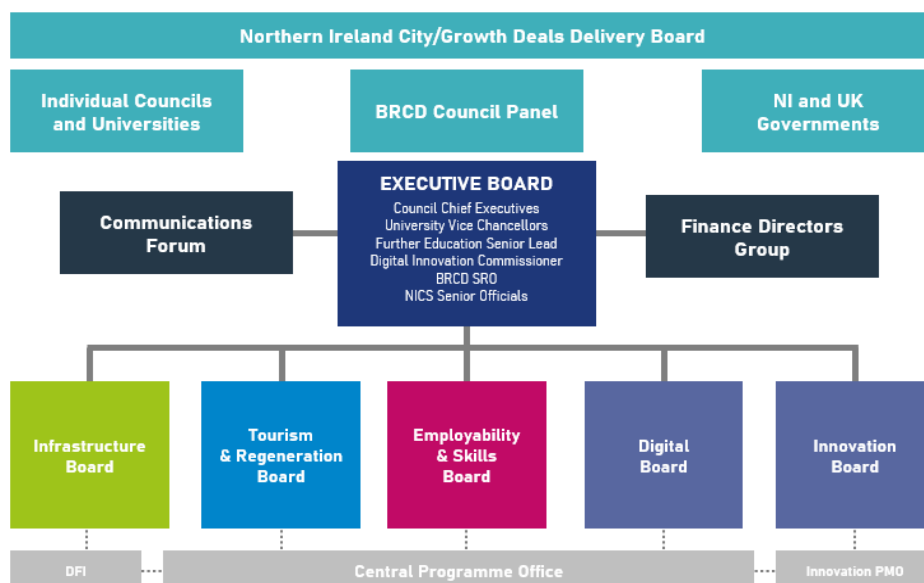 Northern Ireland City/Growth Deals Delivery Board
Individual Councils
and Universities
BRCD Council Panel
NI and UK
Governments
EXECUTIVE BOARD
Council Chief Executives
University Vice Chancellors
Further Education Senior Lead
Digital Innovation Commissioner
BRCD SRO
NICS Senior Officials
Communications
Forum
Finance Directors
Group
Infrastructure
Board
Tourism
& Regeneration
Board
Employability
& Skills
Board
Digital
Board
Innovation
Board
DFI
Central Programme Office
Innovation PMO